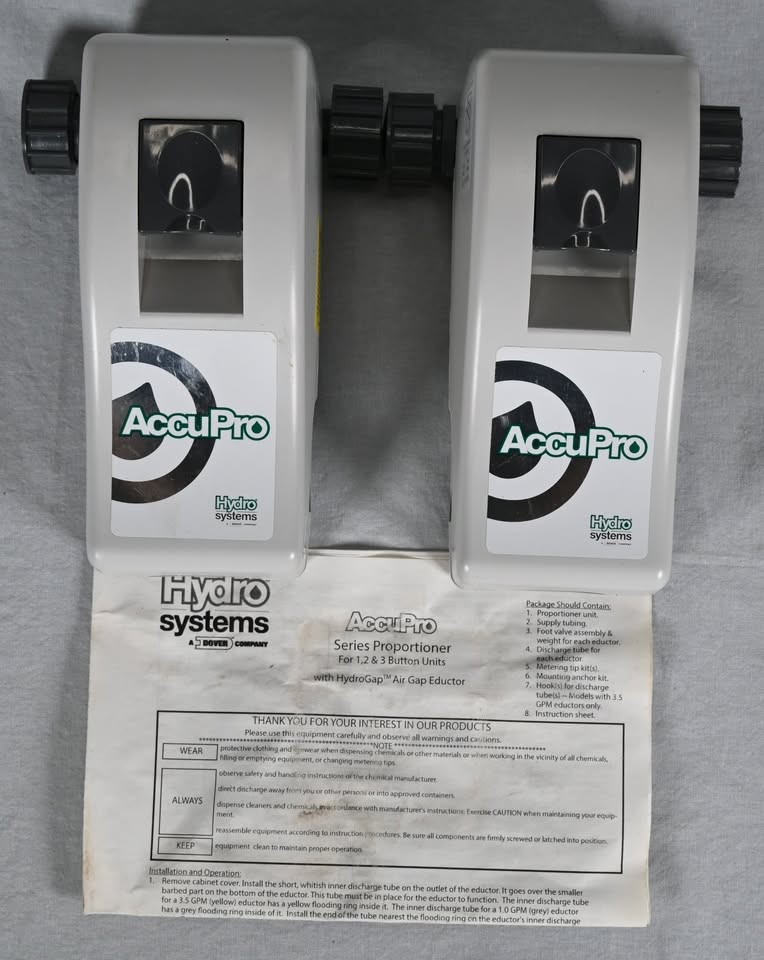 AccuPro
Hydro
systems
AccuPro
Hydro
systems
Hydro
systems
A DOVER COMPANY
AccuPro
Series Proportioner
For 1,2 & 3 Button Units
with HydroGap™ Air Gap Eductor
Package Should Contain:
1. Proportioner unit.
2. Supply tubing.
3. Foot valve assembly &
weight for each eductor.
4. Discharge tube for
each eductor
5. Metering tip kit(s).
6. Mounting anchor kit.
7. Hook(s) for discharge
tube(s) – Models with 3.5
GPM eductors only.
8. Instruction sheet.
THANK YOU FOR YOUR INTEREST IN OUR PRODUCTS
Please use this equipment carefully and observe all warnings and cautions.
NOTE
WEAR protective clothing and eyewear when dispensing chemicals or other materials or when working in the vicinity of all chemicals,
filling or emptying equipment, or changing metering tips.
ALWAYS
observe safety and handling instructions of the chemical manufacturer.
direct discharge away from you or other persons or into approved containers.
dispense cleaners and chemicals in accordance with manufacturer's instructions. Exercise CAUTION when maintaining your equip-
ment.
reassemble equipment according to instruction procedures. Be sure all components are firmly screwed or latched into position.
KEEP equipment clean to maintain proper operation.
Installation and Operation:
1. Remove cabinet cover. Install the short, whitish inner discharge tube on the outlet of the eductor. It goes over the smaller
barbed part on the bottom of the eductor. This tube must be in place for the eductor to function. The inner discharge tube
for a 3.5 GPM (yellow) eductor has a yellow flooding ring inside it. The inner discharge tube for a 1.0 GPM (grey) eductor
has a grey flooding ring inside of it. Install the end of the tube nearest the flooding ring on the eductor's inner discharge